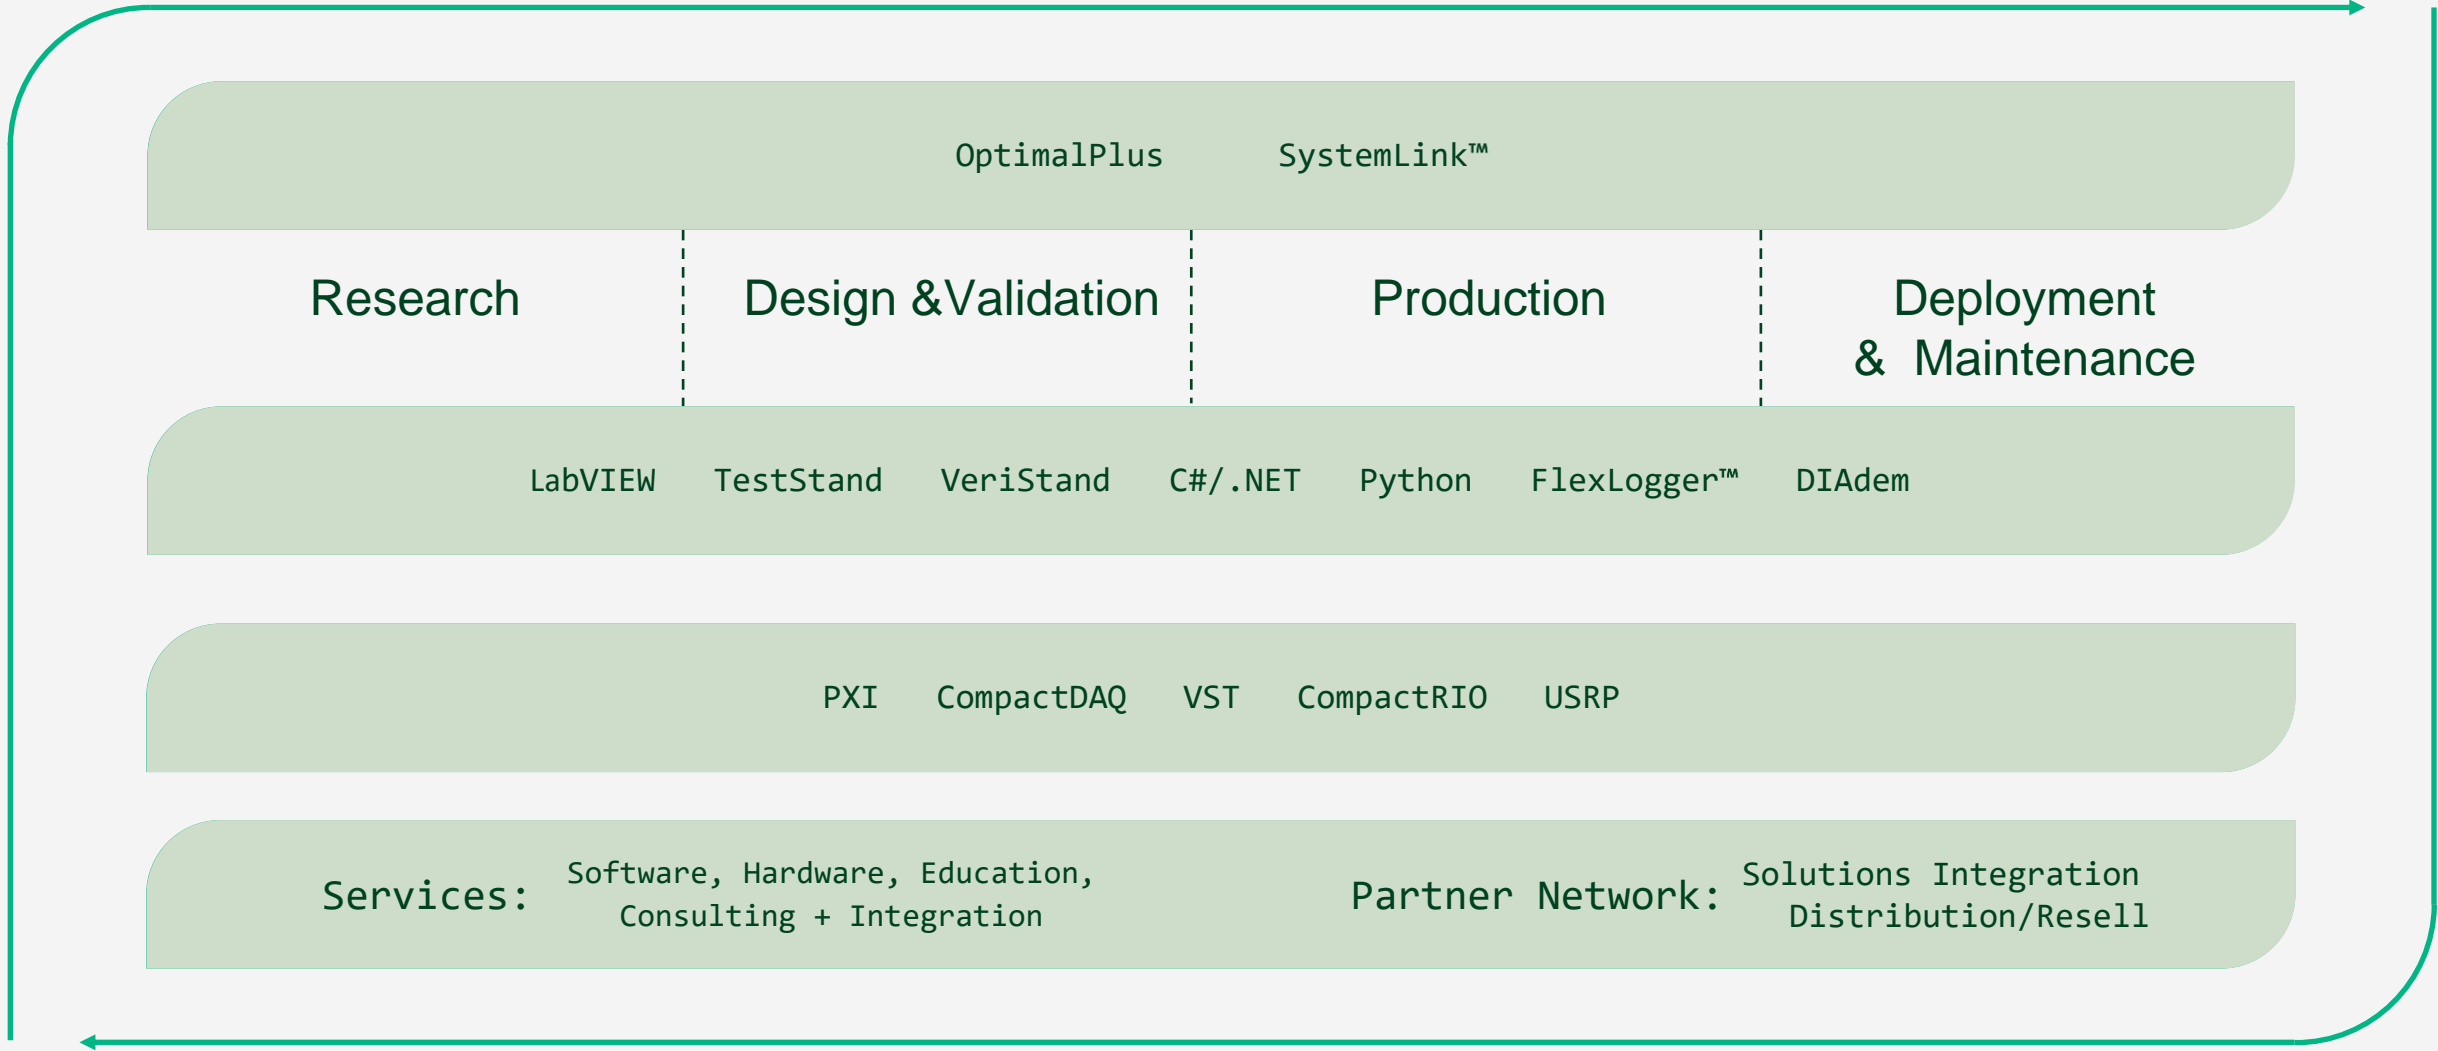 OptimalPlus SystemLink™
Research Design &Validation Production Deployment
& Maintenance
LabVIEW TestStand VeriStand C#/.NET Python FlexLogger™ DIAdem
PXI CompactDAQ VST CompactRIO USRP
Services: Software, Hardware, Education,
Consulting + Integration
Partner Network: Solutions Integration
Distribution/Resell